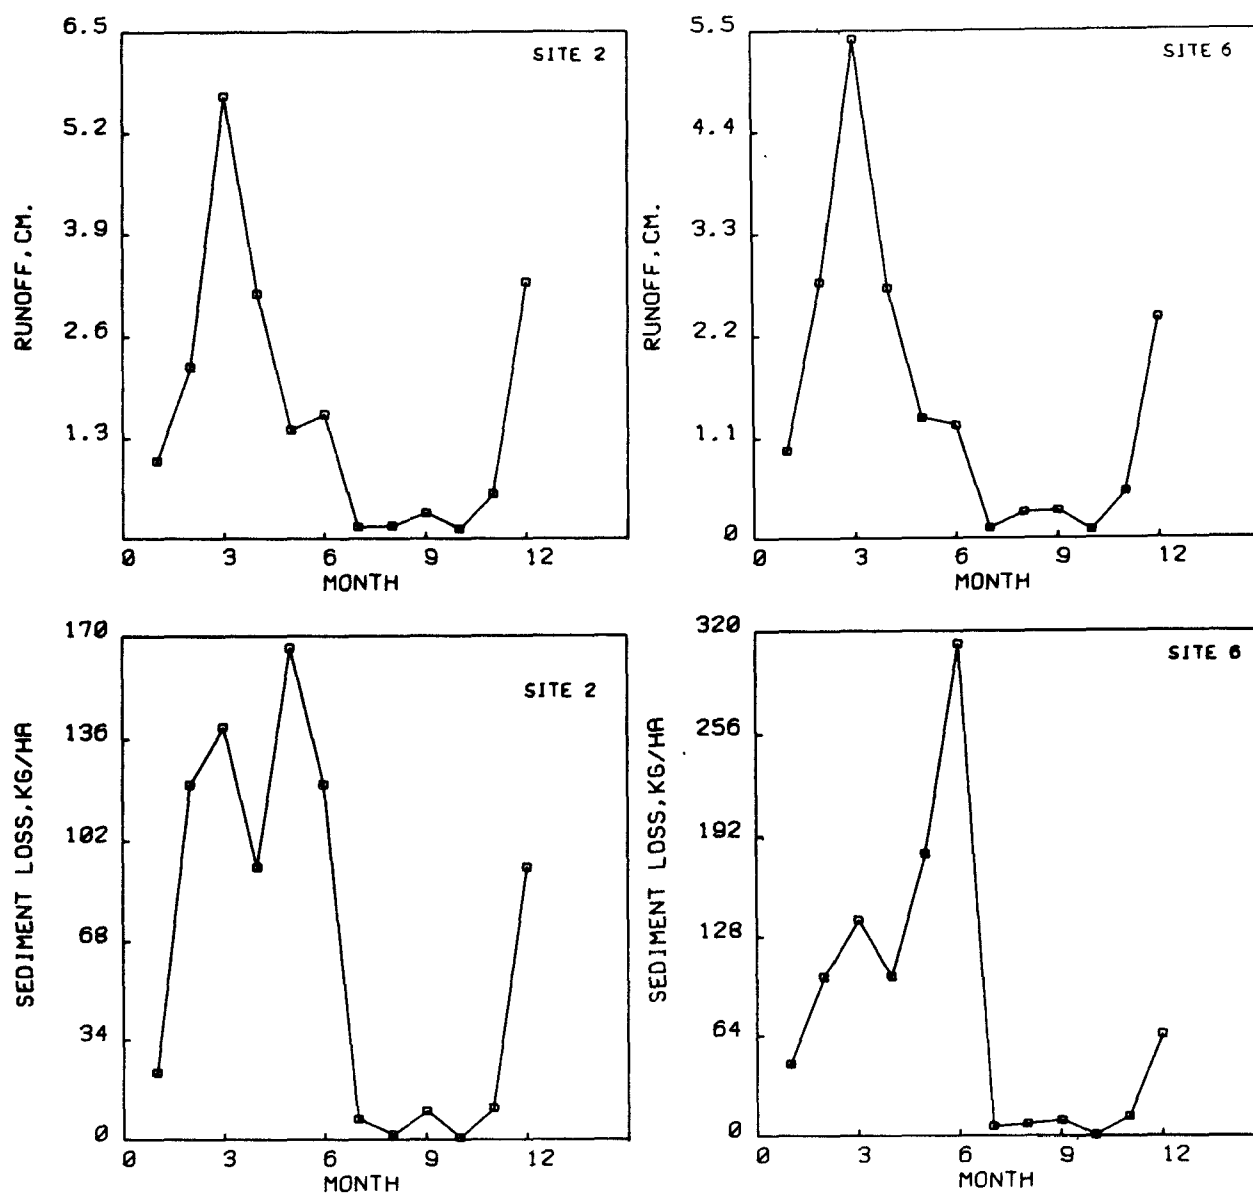 6.5
5.2
3.9
2.6
1.3
RUNOFF, CM.
SITE 2
0 3 6 9 12
MONTH
5.5
4.4
3.3
2.2
1.1
0
RUNOFF, CM.
SITE 6
0 3 6 9 12
MONTH
170
136
102
68
34
0
SEDIMENT LOSS, KG/HA
SITE 2
0 3 6 9 12
MONTH
320
256
192
128
64
0
SEDIMENT LOSS, KG/HA
SITE 6
0 3 6 9 12
MONTH